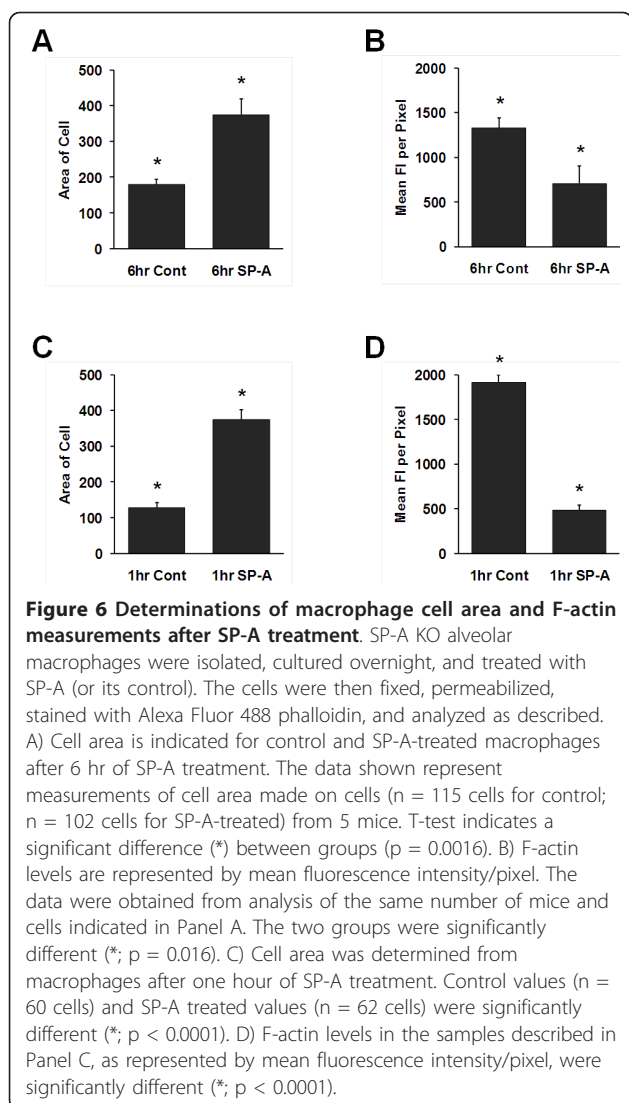 A
B
500
400
300
200
100
0
Area of Cell
*
*
6hr Cont 6hr SP-A
2000
1500
1000
500
0
Mean FI per Pixel
*
*
6hr Cont 6hr SP-A
C
D
500
400
300
200
100
0
Area of Cell
*
*
1hr Cont 1hr SP-A
2000
1500
1000
500
0
Mean FI per Pixel
*
*
1hr Cont 1hr SP-A
Figure 6 Determinations of macrophage cell area and F-actin
measurements after SP-A treatment. SP-A KO alveolar
macrophages were isolated, cultured overnight, and treated with
SP-A (or its control). The cells were then fixed, permeabilized,
stained with Alexa Fluor 488 phalloidin, and analyzed as described.
A) Cell area is indicated for control and SP-A-treated macrophages
after 6 hr of SP-A treatment. The data shown represent
measurements of cell area made on cells (n = 115 cells for control;
n = 102 cells for SP-A-treated) from 5 mice. T-test indicates a
significant difference (*) between groups (p = 0.0016). B) F-actin
levels are represented by mean fluorescence intensity/pixel. The
data were obtained from analysis of the same number of mice and
cells indicated in Panel A. The two groups were significantly
different (*; p = 0.016). C) Cell area was determined from
macrophages after one hour of SP-A treatment. Control values (n =
60 cells) and SP-A treated values (n = 62 cells) were significantly
different (*; p < 0.0001). D) F-actin levels in the samples described in
Panel C, as represented by mean fluorescence intensity/pixel, were
significantly different (*; p < 0.0001).